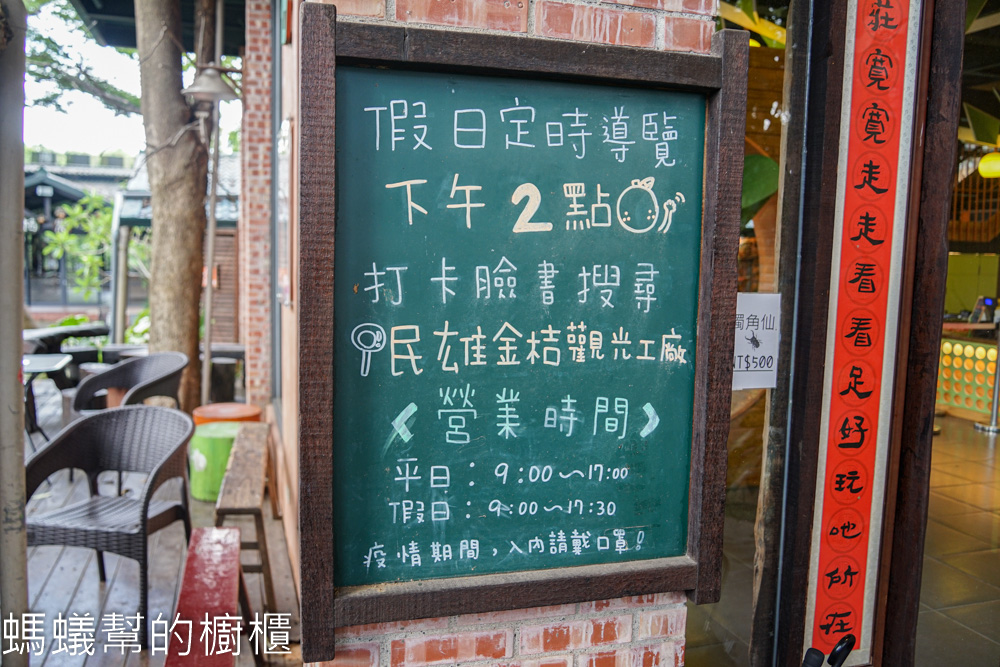 假日定時導覽
下午2點
打卡臉書搜尋
民雄金桔觀光工廠
<營業時間>
平日：9:00～17:00
假日：9:00～17:30
疫情期間，入內請戴口罩！
獨角仙
NT$500
莊寬寬走走看看足好玩吔所在
螞蟻幫的櫥櫃